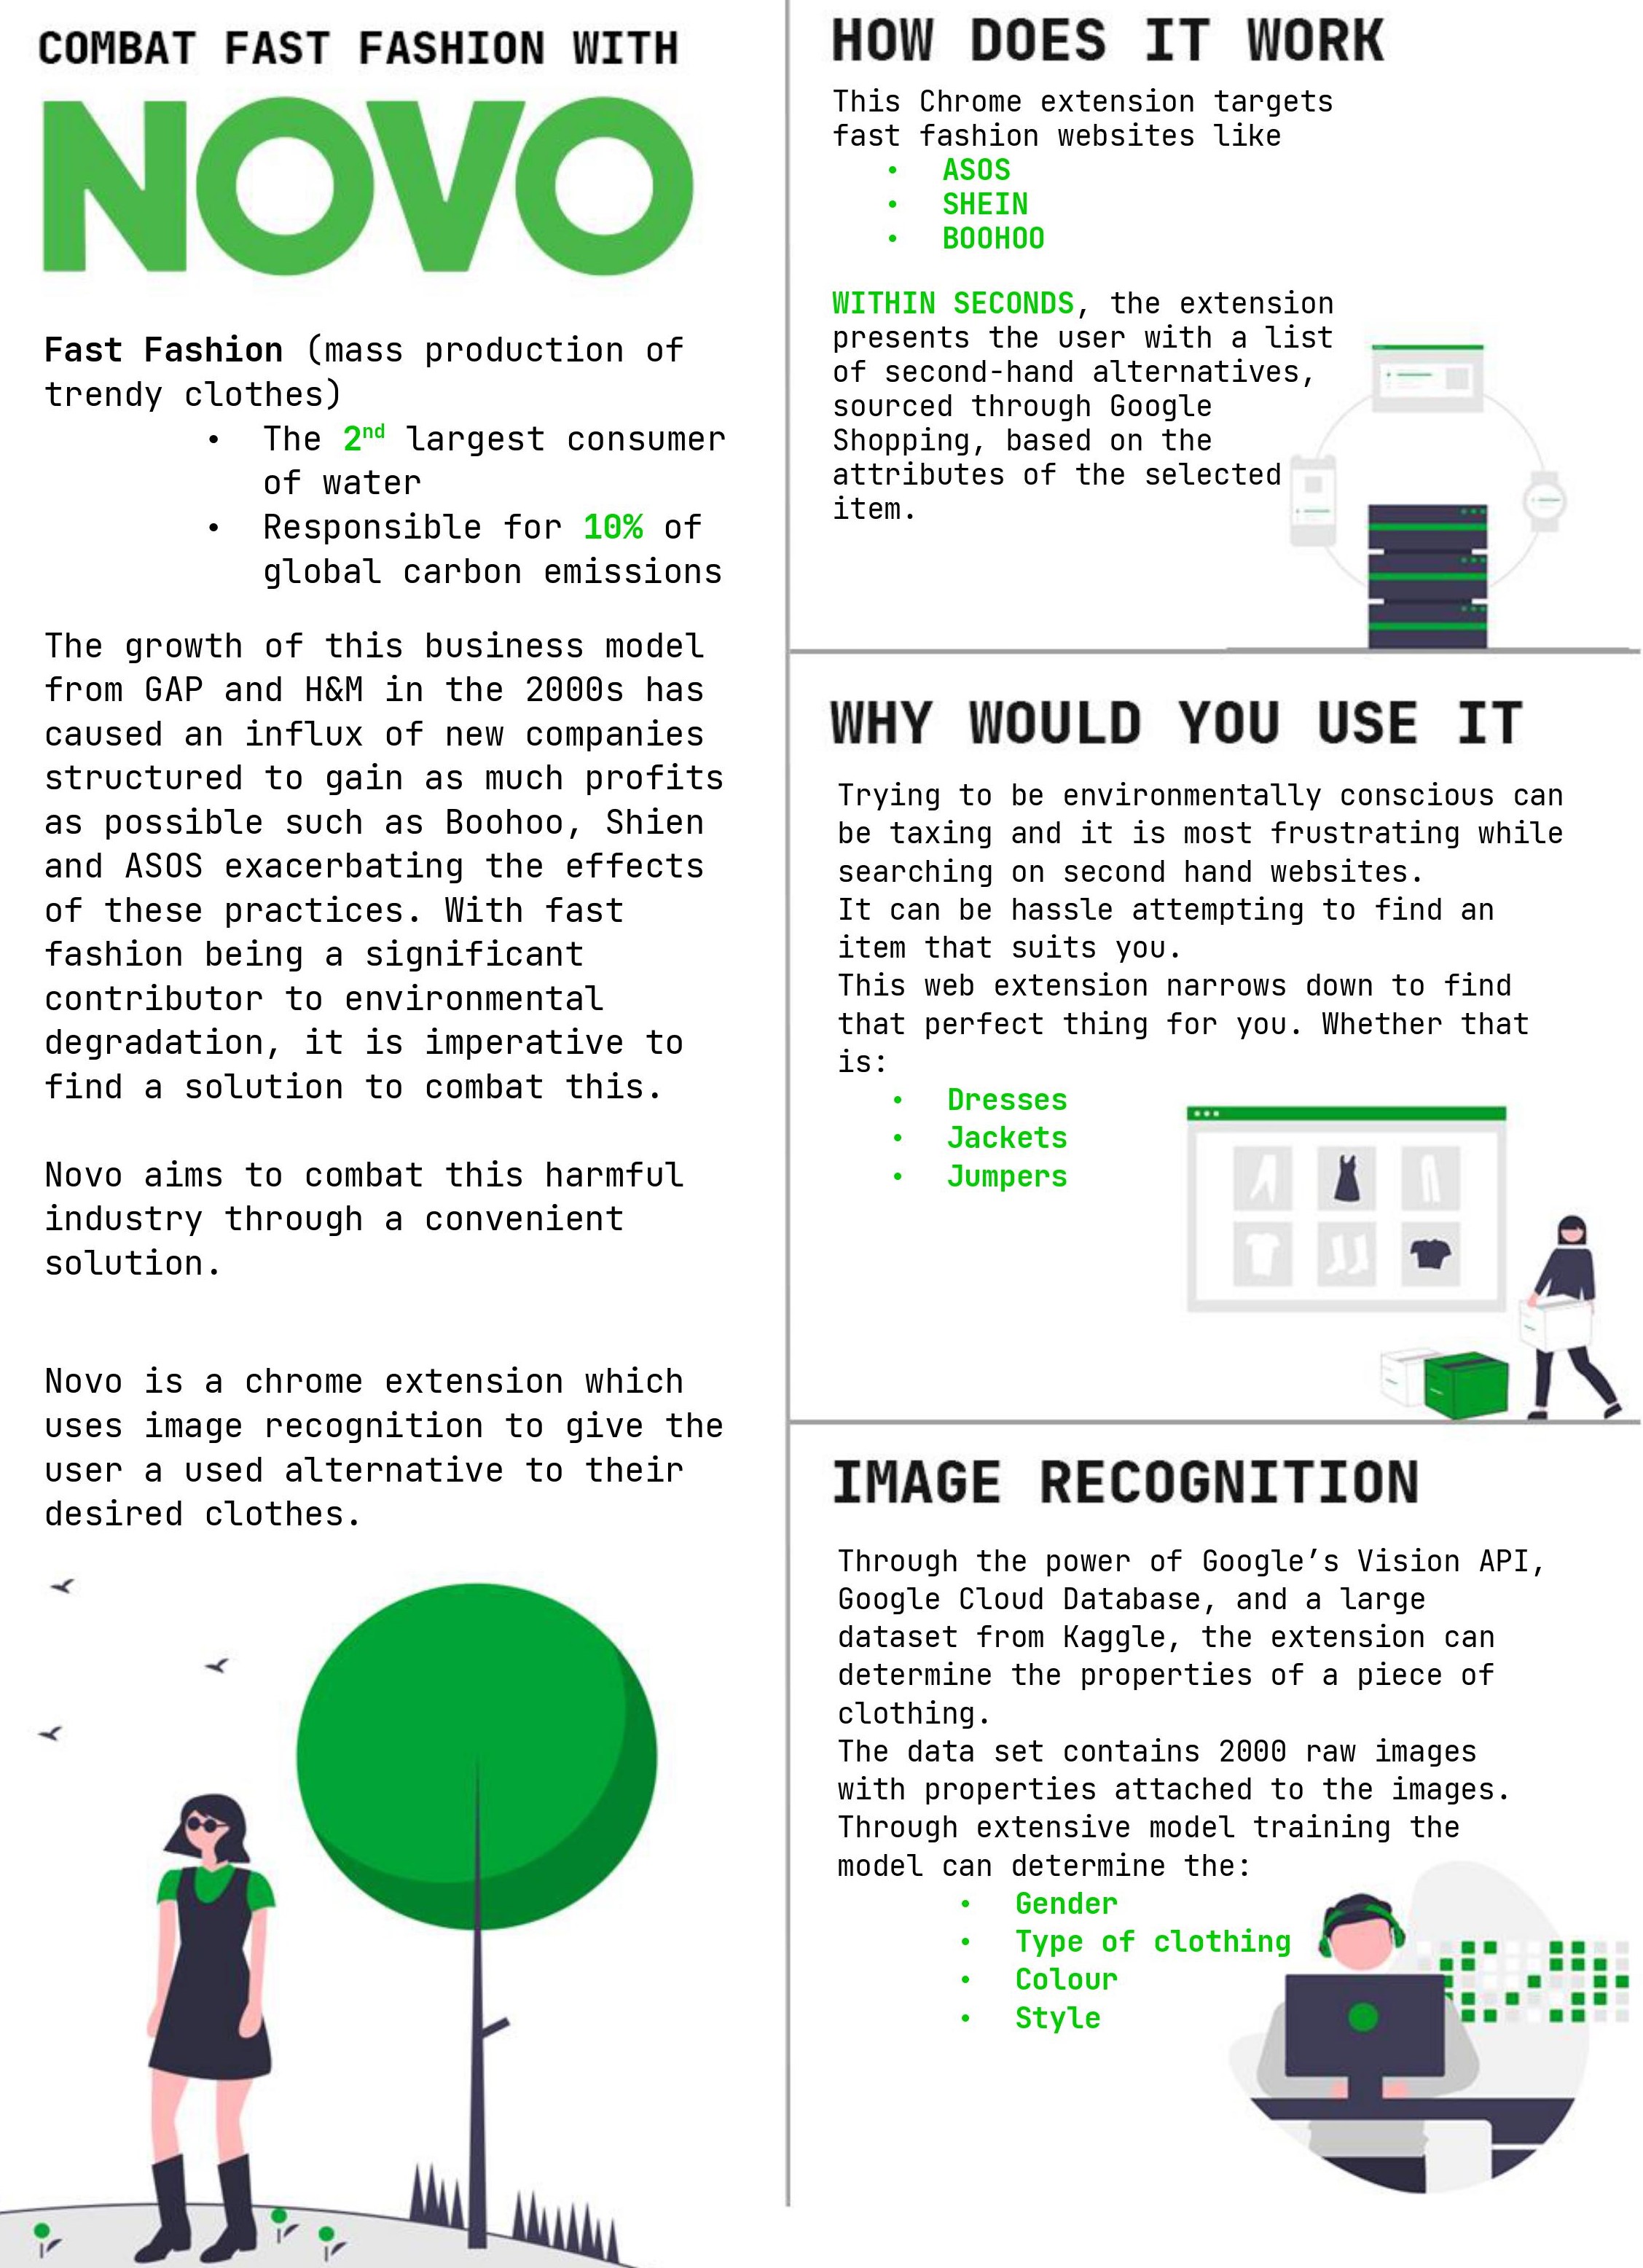 COMBAT FAST FASHION WITH
NOVO
Fast Fashion (mass production of
trendy clothes)
• The 2nd largest consumer
of water
• Responsible for 10% of
global carbon emissions
The growth of this business model
from GAP and H&M in the 2000s has
caused an influx of new companies
structured to gain as much profits
as possible such as Boohoo, Shien
and ASOS exacerbating the effects
of these practices. With fast
fashion being a significant
contributor to environmental
degradation, it is imperative to
find a solution to combat this.
Novo aims to combat this harmful
industry through a convenient
solution.
Novo is a chrome extension which
uses image recognition to give the
user a used alternative to their
desired clothes.
HOW DOES IT WORK
This Chrome extension targets
fast fashion websites like
• ASOS
• SHEIN
• BOOHOO
WITHIN SECONDS, the extension
presents the user with a list
of second-hand alternatives,
sourced through Google
Shopping, based on the
attributes of the selected
item.
WHY WOULD YOU USE IT
Trying to be environmentally conscious can
be taxing and it is most frustrating while
searching on second hand websites.
It can be hassle attempting to find an
item that suits you.
This web extension narrows down to find
that perfect thing for you. Whether that
is:
• Dresses
• Jackets
• Jumpers
IMAGE RECOGNITION
Through the power of Google’s Vision API,
Google Cloud Database, and a large
dataset from Kaggle, the extension can
determine the properties of a piece of
clothing.
The data set contains 2000 raw images
with properties attached to the images.
Through extensive model training the
model can determine the:
• Gender
• Type of clothing
• Colour
• Style